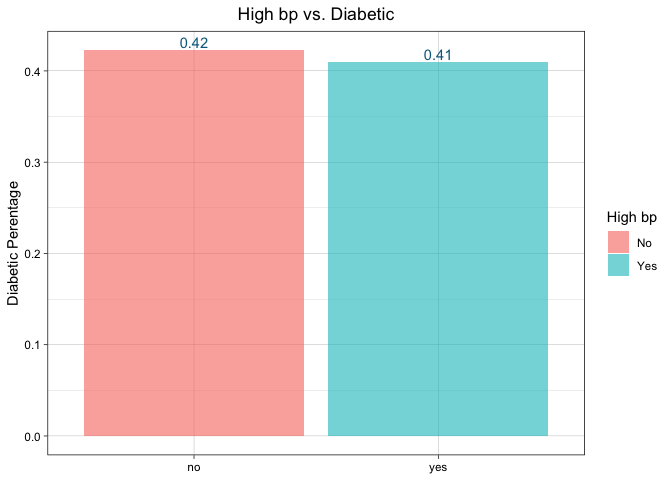 High bp vs. Diabetic
0.42
0.41
0.4
0.3
0.2
0.1
0.0
Diabetic Perentage
no
yes
High bp
No
Yes